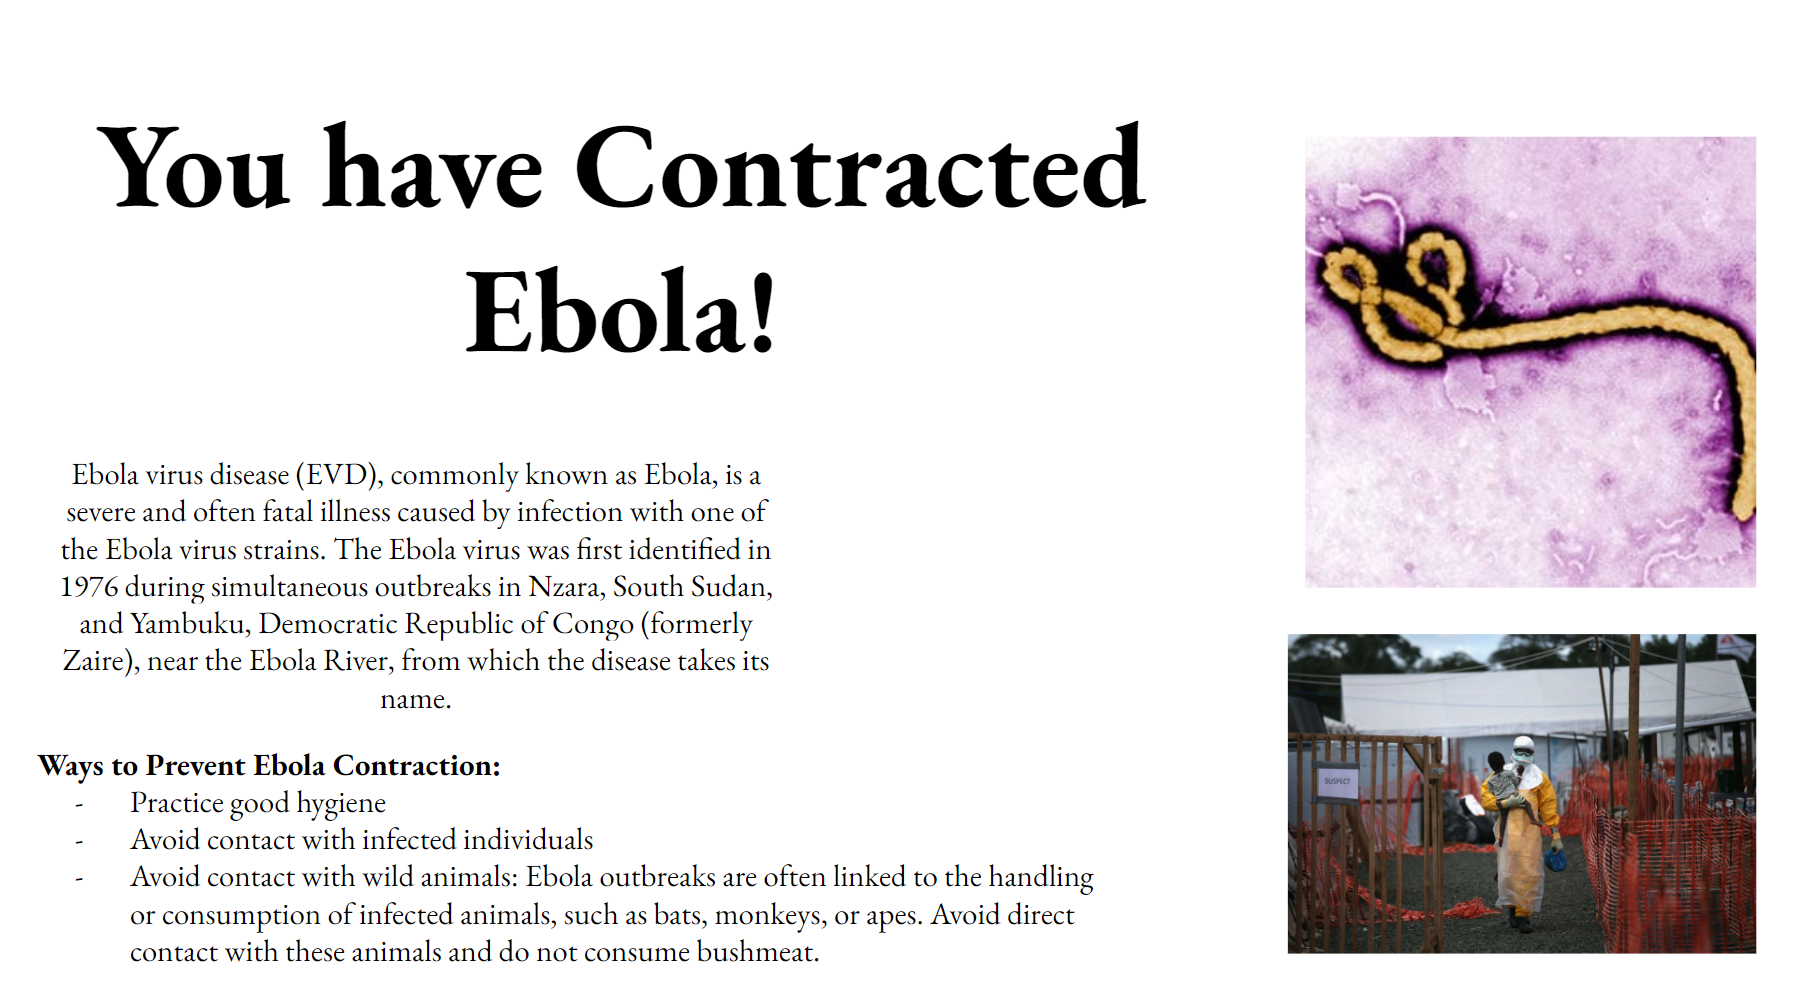 You have Contracted
Ebola!
Ebola virus disease (EVD), commonly known as Ebola, is a
severe and often fatal illness caused by infection with one of
the Ebola virus strains. The Ebola virus was first identified in
1976 during simultaneous outbreaks in Nzara, South Sudan,
and Yambuku, Democratic Republic of Congo (formerly
Zaire), near the Ebola River, from which the disease takes its
name.
Ways to Prevent Ebola Contraction:
- Practice good hygiene
- Avoid contact with infected individuals
- Avoid contact with wild animals: Ebola outbreaks are often linked to the handling
or consumption of infected animals, such as bats, monkeys, or apes. Avoid direct
contact with these animals and do not consume bushmeat.
SUSPECT